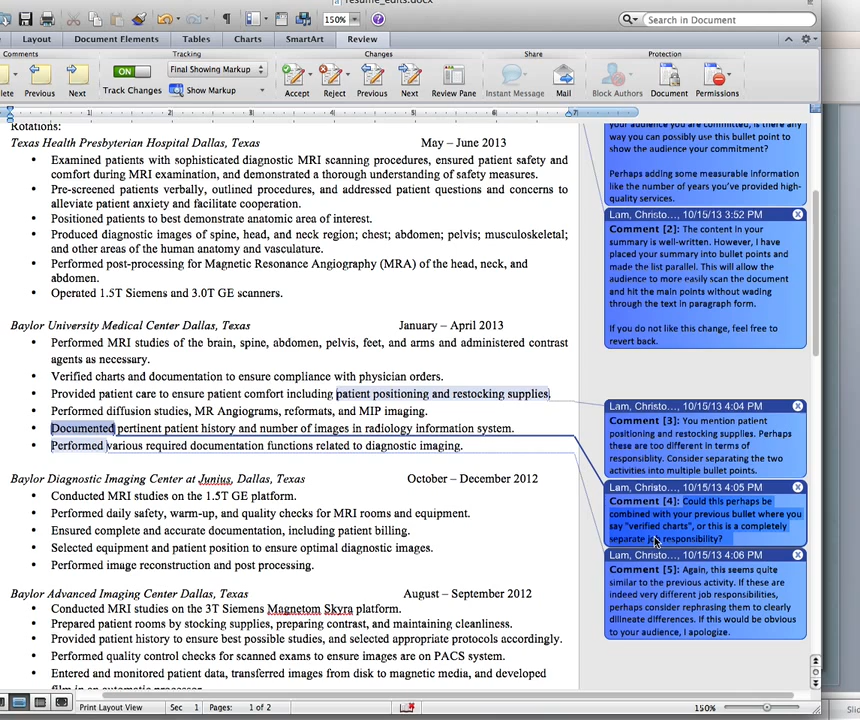 resume_edits.docx
150%
Search in Document
Layout
Document Elements
Tables
Charts
SmartArt
Review
Comments
Tracking
Changes
Share
Protection
ON
Final Showing Markup
Track Changes
Show Markup
Previous
Next
Accept
Reject
Previous
Next
Review Pane
Instant Message
Mail
Block Authors
Document
Permissions
1
2
3
4
5
6
7
Rotations:
Texas Health Presbyterian Hospital Dallas, Texas May – June 2013
• Examined patients with sophisticated diagnostic MRI scanning procedures, ensured patient safety and
comfort during MRI examination, and demonstrated a thorough understanding of safety measures.
• Pre-screened patients verbally, outlined procedures, and addressed patient questions and concerns to
alleviate patient anxiety and facilitate cooperation.
• Positioned patients to best demonstrate anatomic area of interest.
• Produced diagnostic images of spine, head, and neck region; chest; abdomen; pelvis; musculoskeletal;
and other areas of the human anatomy and vasculature.
• Performed post-processing for Magnetic Resonance Angiography (MRA) of the head, neck, and
abdomen.
• Operated 1.5T Siemens and 3.0T GE scanners.
Baylor University Medical Center Dallas, Texas January – April 2013
• Performed MRI studies of the brain, spine, abdomen, pelvis, feet, and arms and administered contrast
agents as necessary.
• Verified charts and documentation to ensure compliance with physician orders.
• Provided patient care to ensure patient comfort including patient positioning and restocking supplies.
• Performed diffusion studies, MR Angiograms, reformats, and MIP imaging.
• Documented pertinent patient history and number of images in radiology information system.
• Performed various required documentation functions related to diagnostic imaging.
Baylor Diagnostic Imaging Center at Junius, Dallas, Texas October – December 2012
• Conducted MRI studies on the 1.5T GE platform.
• Performed daily safety, warm-up, and quality checks for MRI rooms and equipment.
• Ensured complete and accurate documentation, including patient billing.
• Selected equipment and patient position to ensure optimal diagnostic images.
• Performed image reconstruction and post processing.
Baylor Advanced Imaging Center Dallas, Texas August – September 2012
• Conducted MRI studies on the 3T Siemens Magnetom Skyra platform.
• Prepared patient rooms by stocking supplies, preparing contrast, and maintaining cleanliness.
• Provided patient history to ensure best possible studies, and selected appropriate protocols accordingly.
• Performed quality control checks for scanned exams to ensure images are on PACS system.
• Entered and monitored patient data, transferred images from disk to magnetic media, and developed
film in an automatic processor.
your audience you are committed, is there any
way you can possibly use this bullet point to
show the audience your commitment?
Perhaps adding some measurable information
like the number of years you've provided high-
quality services.
Lam, Christo..., 10/15/13 3:52 PM
Comment [2]: The content in your
summary is well-written. However, I have
placed your summary into bullet points and
made the list parallel. This will allow the
audience to more easily scan the document
and hit the main points without wading
through the text in paragraph form.
If you do not like this change, feel free to
revert back.
Lam, Christo..., 10/15/13 4:04 PM
Comment [3]: You mention patient
positioning and restocking supplies. Perhaps
these are too different in terms of
responsiblity. Consider separating the two
activities into multiple bullet points.
Lam, Christo..., 10/15/13 4:05 PM
Comment [4]: Could this perhaps be
combined with your previous bullet where you
say "verified charts", or this is a completely
separate job responsibility?
Lam, Christo..., 10/15/13 4:06 PM
Comment [5]: Again, this seems quite
similar to the previous activity. If these are
indeed very different job responsibilities,
perhaps consider rephrasing them to clearly
dilineate differences. If this would be obvious
to your audience, I apologize.
Print Layout View
Sec 1
Pages: 1 of 2
150%